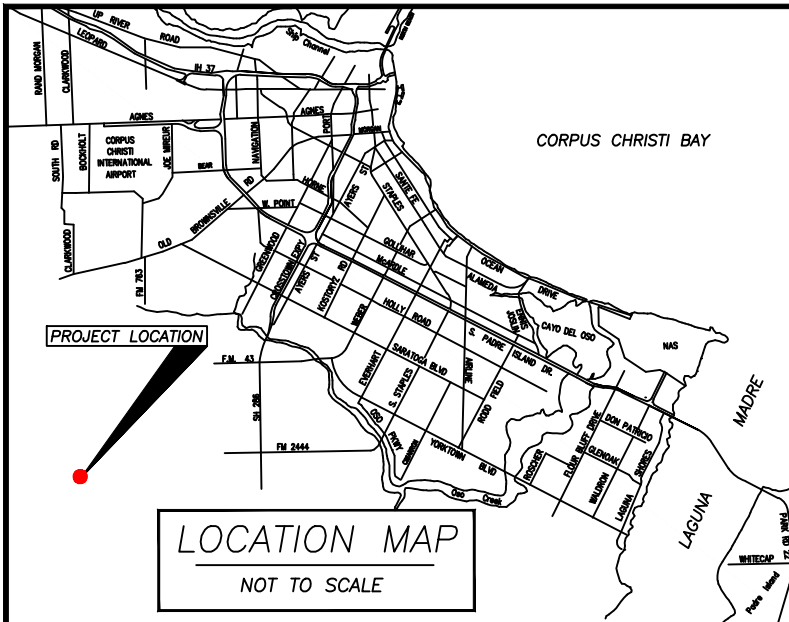 UP RIVER ROAD
LEOPARD
Ship Channel
IH 37
RAND MORGAN
CLARKWOOD
AGNES
AGNES
PORT
MORGAN
NAVIGATION
SOUTH RD
BOCKHOLT
CORPUS
CHRISTI
INTERNATIONAL
AIRPORT
JOE MIREUR
BEAR
CORPUS CHRISTI BAY
HORNE
AYERS ST
STAPLES
SANTE FE
W. POINT
OLD BROWNSVILLE RD
CLARKWOOD
FM 763
GREENWOOD
CROSSTOWN EXPY
AYERS ST
KOSTORYZ RD
WEBER
GOLLIHAR
McARDLE
ALAMEDA
OCEAN DRIVE
ENNIS JOSLIN
CAYO DEL OSO
NAS
HOLLY ROAD
S. PADRE ISLAND DR.
PROJECT LOCATION
F.M. 43
SH 286
EVERHART
SARATOGA BLVD
S. STAPLES
AIRLINE
RODD FIELD
FM 2444
OSO PKWY
CIMARRON
YORKTOWN BLVD
Oso Creek
ROSCHER
FLOUR BLUFF DRIVE
DON PATRICIO
GLENOAK
WALDRON
LAGUNA SHORES
LAGUNA MADRE
PARK RD 22
WHITECAP
Padre Island
LOCATION MAP
NOT TO SCALE